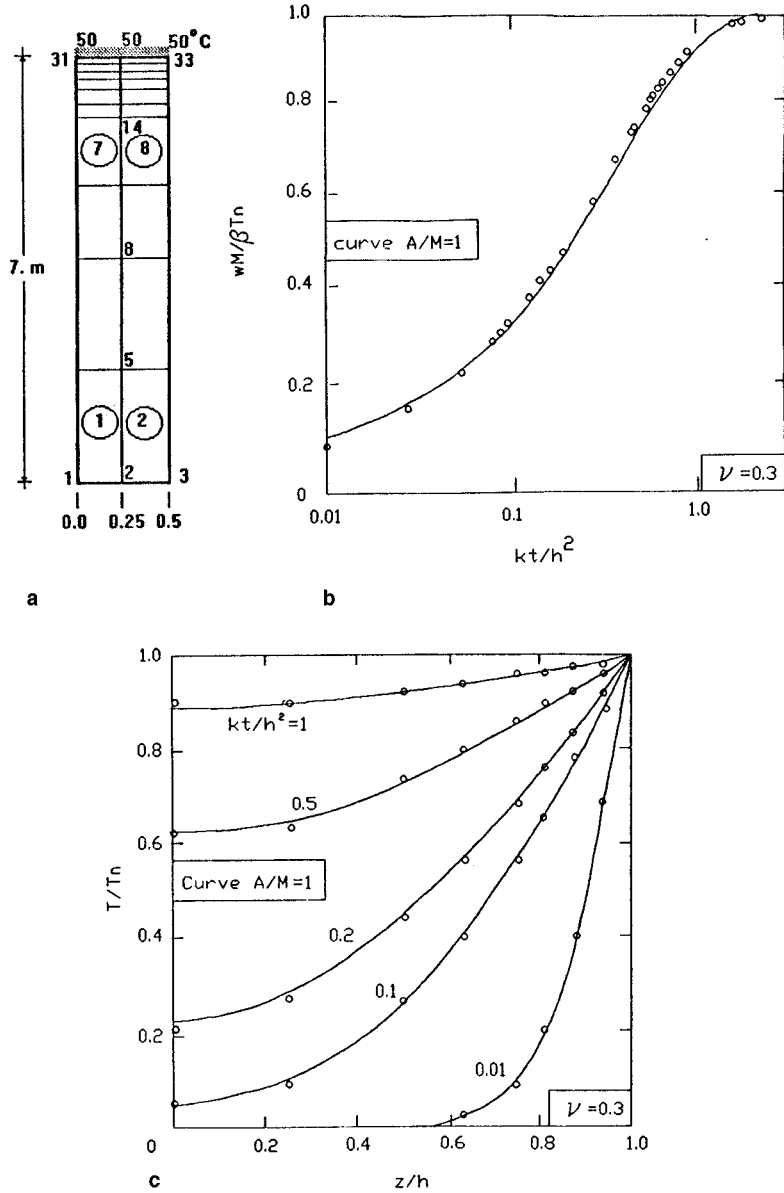 50 50 50°C
31 33
14
7 8
7. m
8
5
1 2
1 2 3
0.0 0.25 0.5
a
1.0
0.8
0.6
0.4
0.2
0
wM/βTn
curve A/M=1
ν=0.3
0.01 0.1 1.0
kt/h²
b
1.0
0.8
0.6
0.4
0.2
0
T/Tn
kt/h²=1
0.5
Curve A/M=1
0.2
0.1
0.01
ν=0.3
0.2 0.4 0.6 0.8 1.0
z/h
c